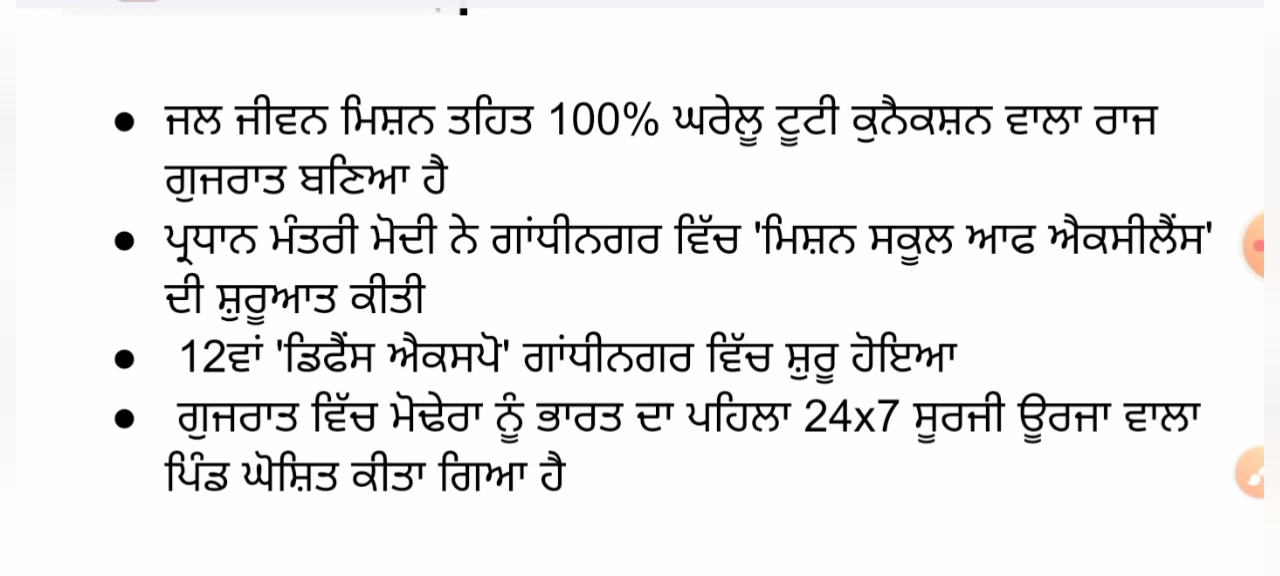 ● ਜਲ ਜੀਵਨ ਮਿਸ਼ਨ ਤਹਿਤ 100% ਘਰੇਲੂ ਟੂਟੀ ਕੁਨੈਕਸ਼ਨ ਵਾਲਾ ਰਾਜ
ਗੁਜਰਾਤ ਬਣਿਆ ਹੈ
● ਪ੍ਰਧਾਨ ਮੰਤਰੀ ਮੋਦੀ ਨੇ ਗਾਂਧੀਨਗਰ ਵਿੱਚ 'ਮਿਸ਼ਨ ਸਕੂਲ ਆਫ ਐਕਸੀਲੈਂਸ'
ਦੀ ਸ਼ੁਰੂਆਤ ਕੀਤੀ
● 12ਵਾਂ 'ਡਿਫੈਂਸ ਐਕਸਪੋ' ਗਾਂਧੀਨਗਰ ਵਿੱਚ ਸ਼ੁਰੂ ਹੋਇਆ
● ਗੁਜਰਾਤ ਵਿੱਚ ਮੋਢੇਰਾ ਨੂੰ ਭਾਰਤ ਦਾ ਪਹਿਲਾ 24x7 ਸੂਰਜੀ ਊਰਜਾ ਵਾਲਾ
ਪਿੰਡ ਘੋਸ਼ਿਤ ਕੀਤਾ ਗਿਆ ਹੈ